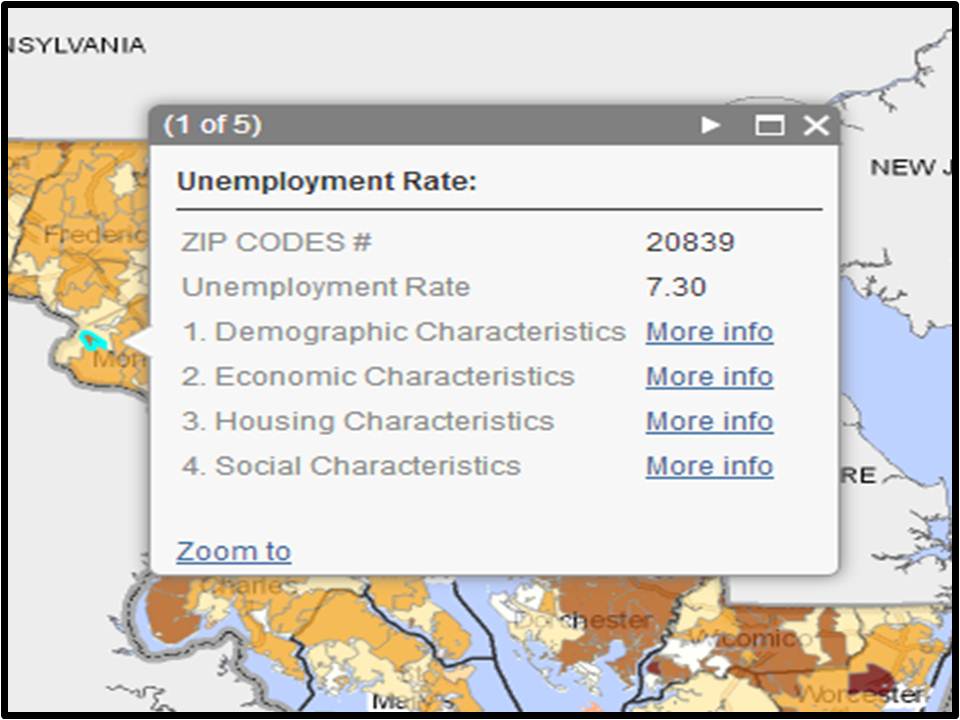 NSYLVANIA
(1 of 5)
NEW J
Unemployment Rate:
ZIP CODES # 20839
Frederic
Unemployment Rate 7.30
1. Demographic Characteristics More info
Mon
2. Economic Characteristics More info
3. Housing Characteristics More info
4. Social Characteristics More info
RE
Zoom to
Charles
Dorchester
Wicomico
Worcester
Mary's